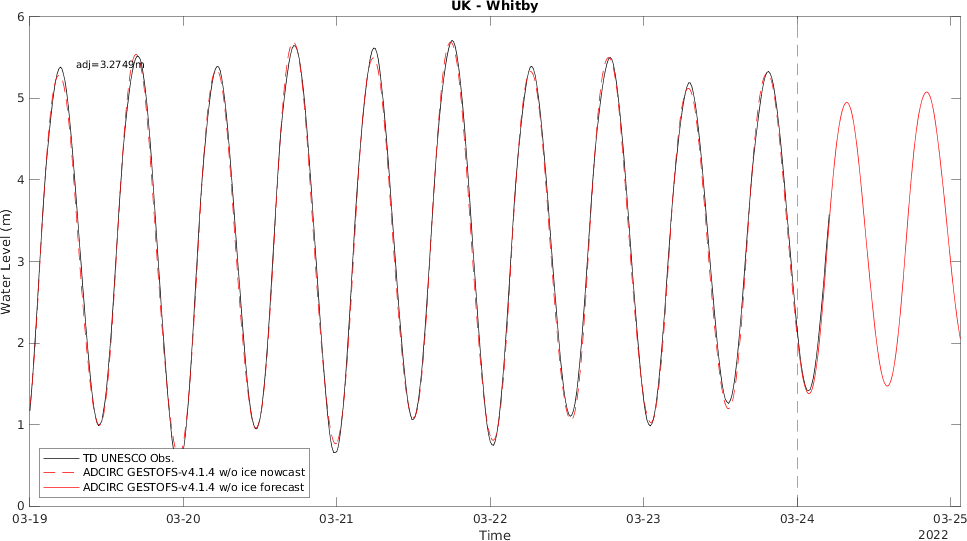 UK - Whitby
6
adj=3.2749m
5
4
3
2
1
0
Water Level (m)
TD UNESCO Obs.
ADCIRC GESTOFS-v4.1.4 w/o ice nowcast
ADCIRC GESTOFS-v4.1.4 w/o ice forecast
03-19 03-20 03-21 03-22 03-23 03-24 03-25
Time 2022